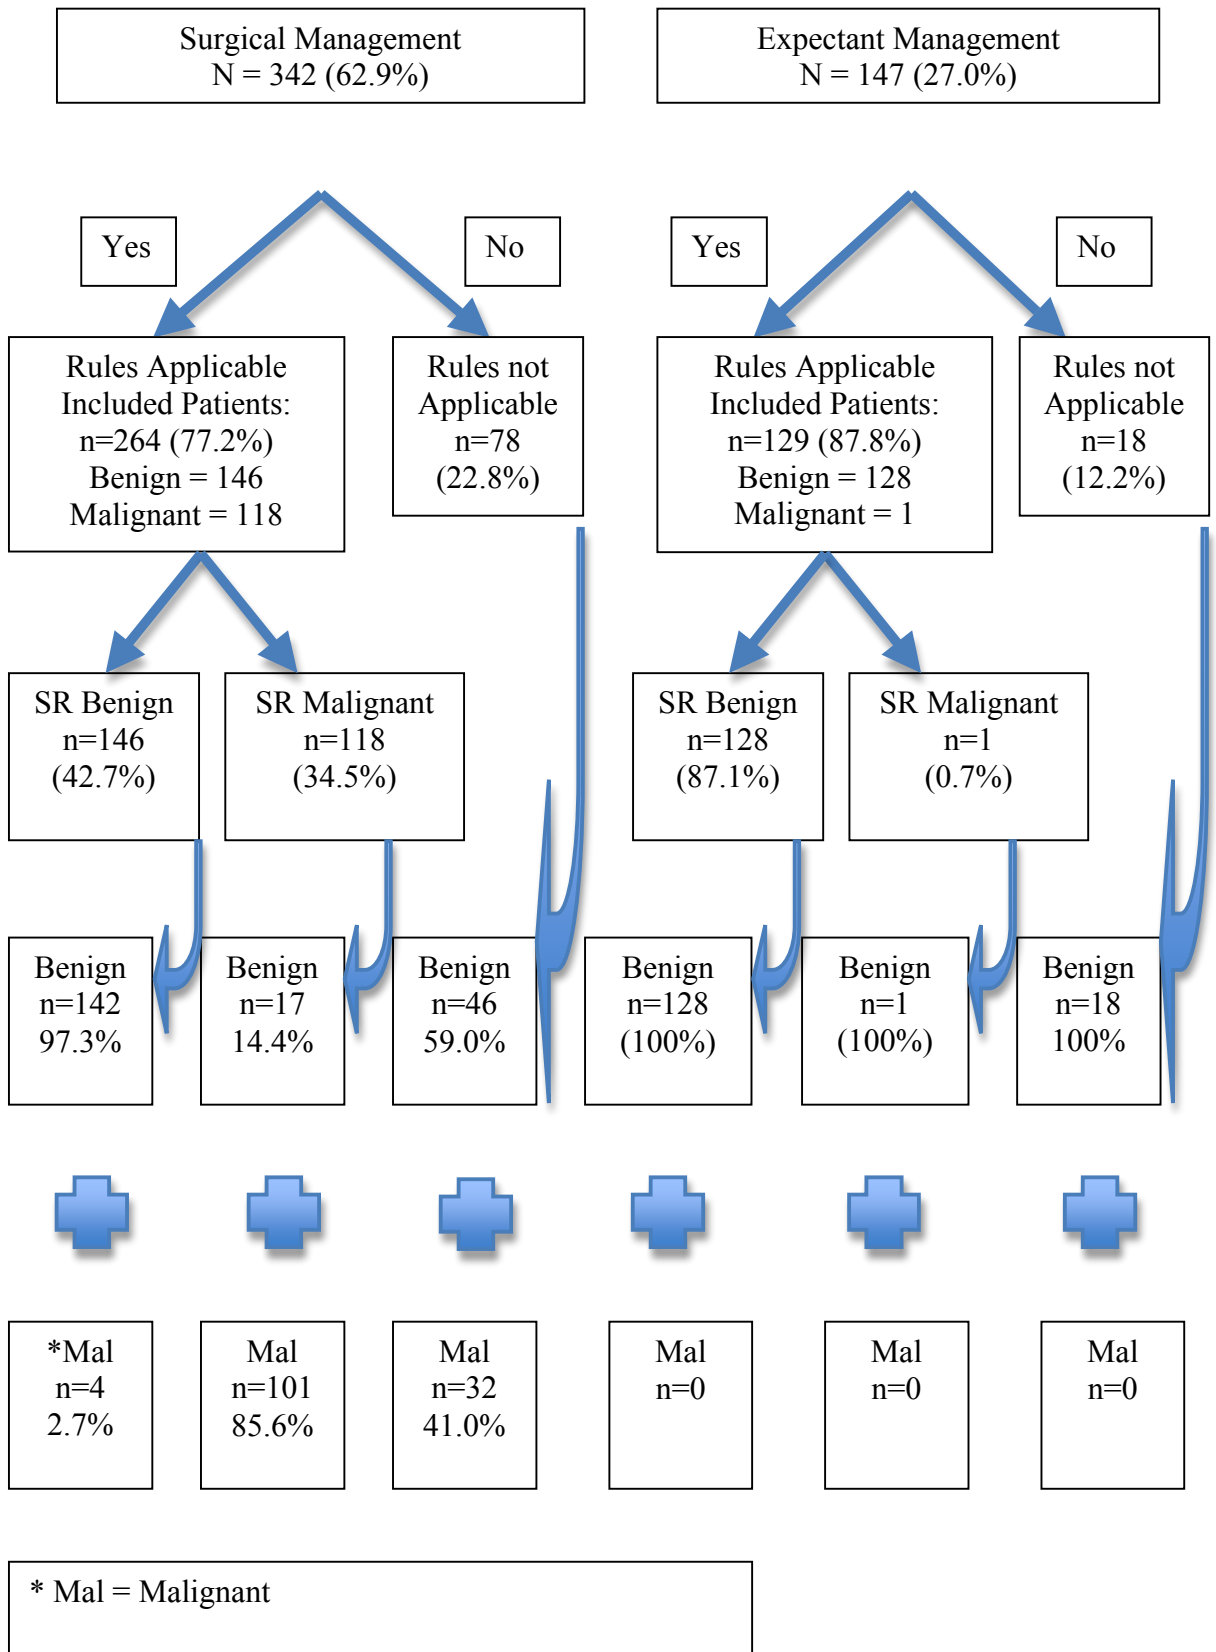 Surgical Management
N = 342 (62.9%)
Expectant Management
N = 147 (27.0%)
Yes
No
Yes
No
Rules Applicable
Included Patients:
n=264 (77.2%)
Benign = 146
Malignant = 118
Rules not
Applicable
n=78
(22.8%)
Rules Applicable
Included Patients:
n=129 (87.8%)
Benign = 128
Malignant = 1
Rules not
Applicable
n=18
(12.2%)
SR Benign
n=146
(42.7%)
SR Malignant
n=118
(34.5%)
SR Benign
n=128
(87.1%)
SR Malignant
n=1
(0.7%)
Benign
n=142
97.3%
Benign
n=17
14.4%
Benign
n=46
59.0%
Benign
n=128
(100%)
Benign
n=1
(100%)
Benign
n=18
100%
*Mal
n=4
2.7%
Mal
n=101
85.6%
Mal
n=32
41.0%
Mal
n=0
Mal
n=0
Mal
n=0
* Mal = Malignant